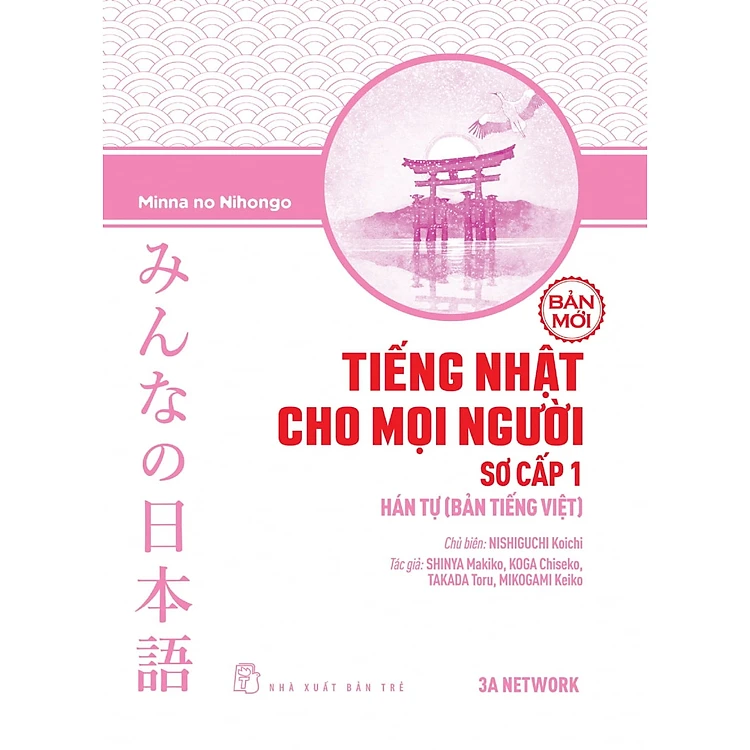 Minna no Nihongo
みんなの日本語
BẢN
MỚI
TIẾNG NHẬT
CHO MỌI NGƯỜI
SƠ CẤP 1
HÁN TỰ (BẢN TIẾNG VIỆT)
Chủ biên: NISHIGUCHI Koichi
Tác giả: SHINYA Makiko, KOGA Chiseko,
TAKADA Toru, MIKOGAMI Keiko
NHÀ XUẤT BẢN TRẺ
3A NETWORK